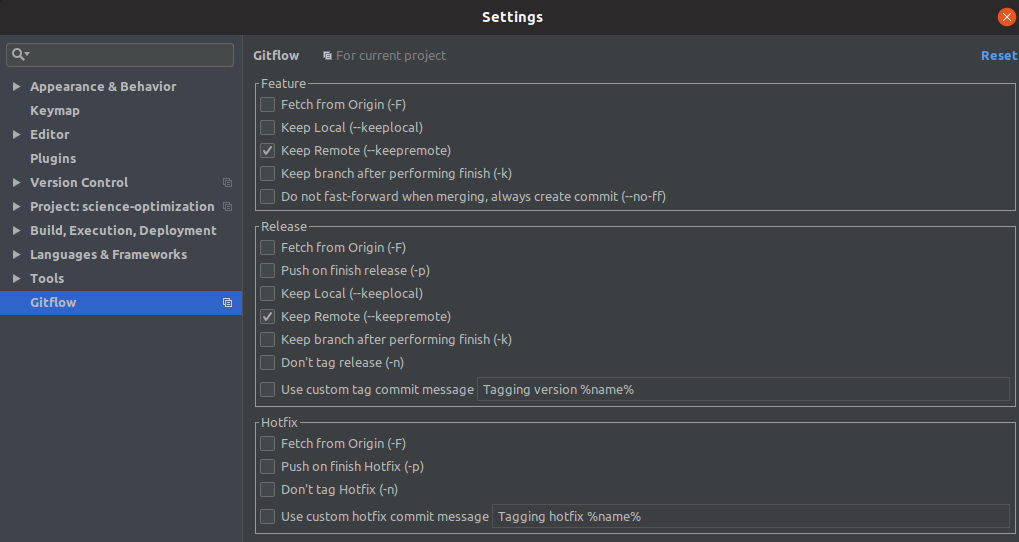 Settings
Appearance & Behavior
Keymap
Editor
Plugins
Version Control
Project: science-optimization
Build, Execution, Deployment
Languages & Frameworks
Tools
Gitflow
Gitflow For current project Reset
Feature
Fetch from Origin (-F)
Keep Local (--keeplocal)
Keep Remote (--keepremote)
Keep branch after performing finish (-k)
Do not fast-forward when merging, always create commit (--no-ff)
Release
Fetch from Origin (-F)
Push on finish release (-p)
Keep Local (--keeplocal)
Keep Remote (--keepremote)
Keep branch after performing finish (-k)
Don't tag release (-n)
Use custom tag commit message Tagging version %name%
Hotfix
Fetch from Origin (-F)
Push on finish Hotfix (-p)
Don't tag Hotfix (-n)
Use custom hotfix commit message Tagging hotfix %name%